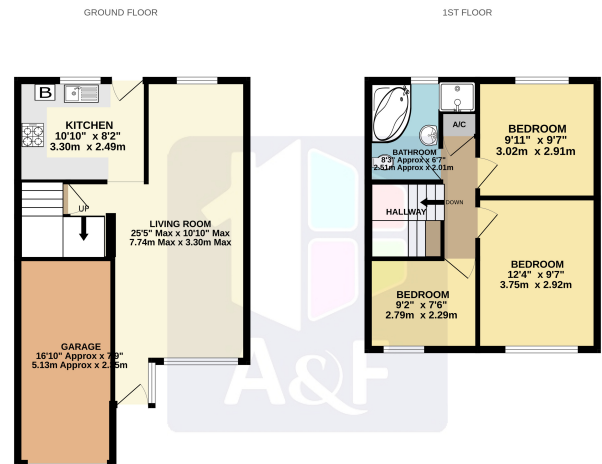 GROUND FLOOR
1ST FLOOR
B
KITCHEN
10'10" x 8'2"
3.30m x 2.49m
UP
LIVING ROOM
25'5" Max x 10'10" Max
7.74m Max x 3.30m Max
GARAGE
16'10" Approx x 7'9"
5.13m Approx x
A/C
BATHROOM
8'3" Approx x 6'7"
2.51m Approx x 2.01m
BEDROOM
9'11" x 9'7"
3.02m x 2.91m
HALLWAY
DOWN
BEDROOM
12'4" x 9'7"
3.75m x 2.92m
BEDROOM
9'2" x 7'6"
2.79m x 2.29m
A&F